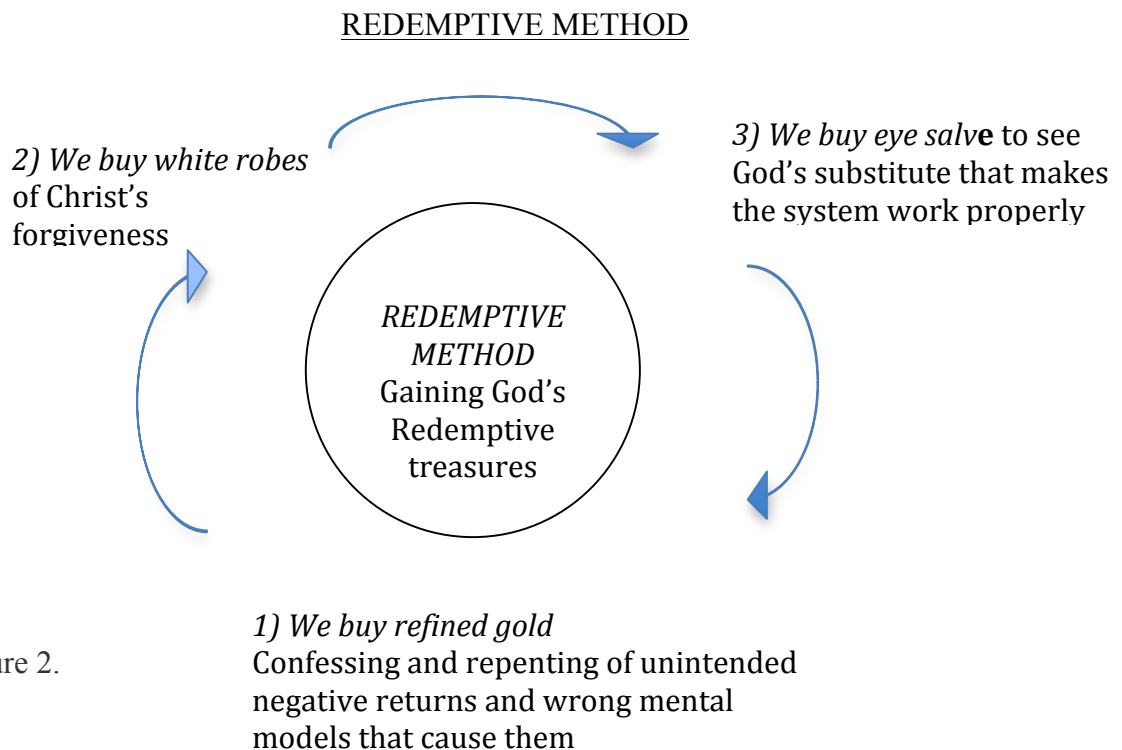 REDEMPTIVE METHOD
2) We buy white robes
of Christ’s
forgiveness
3) We buy eye salve to see
God’s substitute that makes
the system work properly
REDEMPTIVE
METHOD
Gaining God’s
Redemptive
treasures
1) We buy refined gold
Confessing and repenting of unintended
negative returns and wrong mental
models that cause them
ure 2.